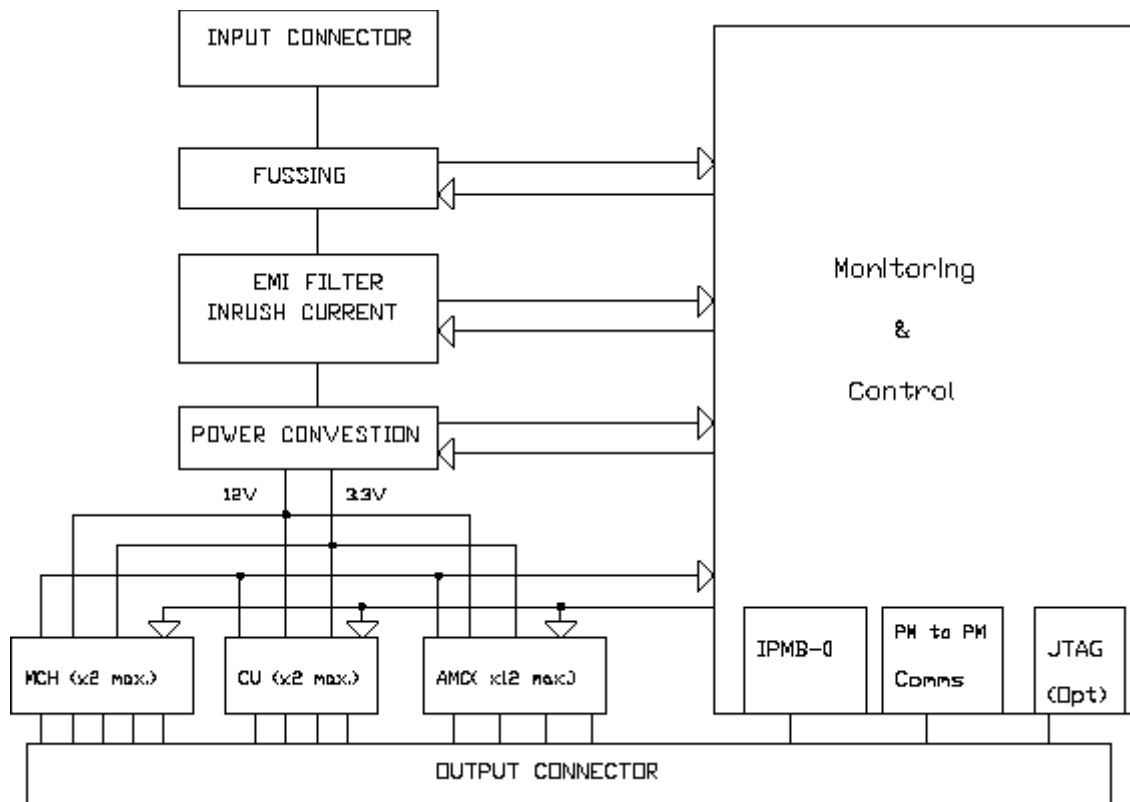 INPUT CONNECTOR
FUSSING
EMI FILTER
INRUSH CURRENT
Monitoring
&
Control
POWER CONVESTION
12V
3.3V
MCH (x2 max.)
CU (x2 max.)
AMC( x12 max.)
IPMB-0
PM to PM
Comms
JTAG
(Opt)
OUTPUT CONNECTOR